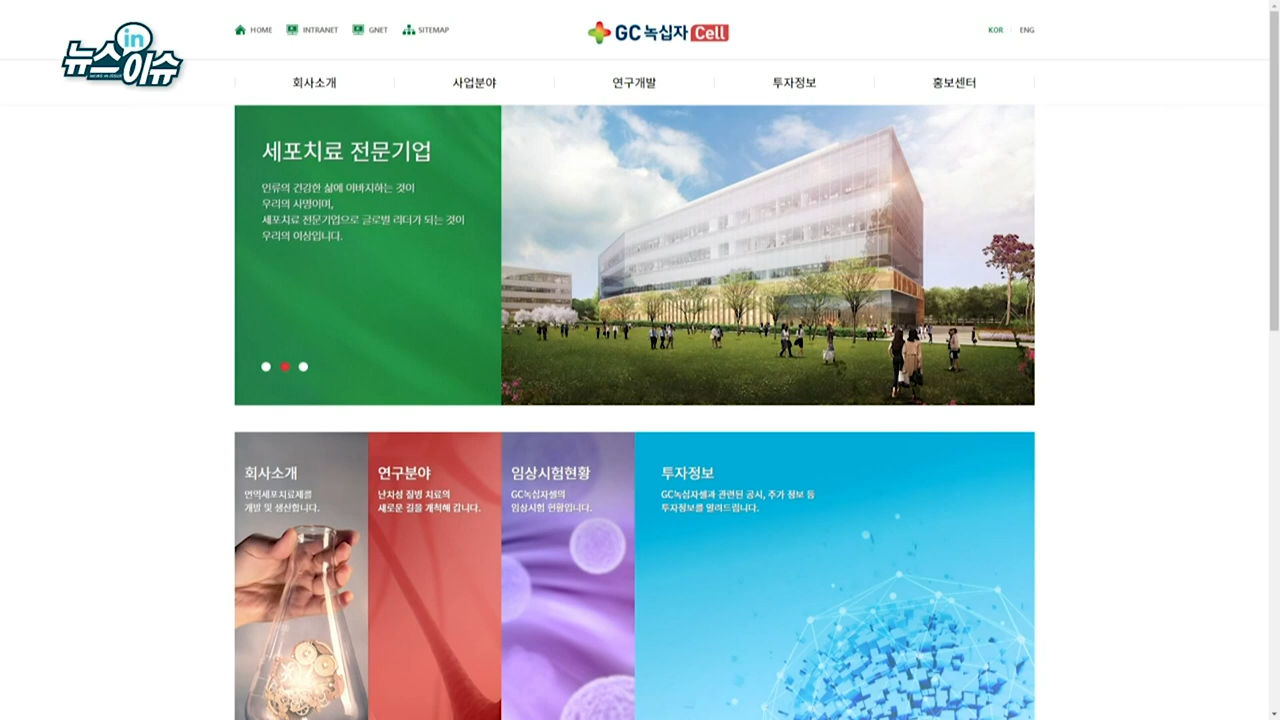 뉴스in이슈
NEWS IN ISSUE
HOME INTRANET GNET SITEMAP
GC녹십자 Cell
KOR ENG
회사소개 사업분야 연구개발 투자정보 홍보센터
세포치료 전문기업
인류의 건강한 삶에 이바지하는 것이
우리의 사명이며,
세포치료 전문기업으로 글로벌 리더가 되는 것이
우리의 이상입니다.
회사소개
면역세포치료제를
개발 및 생산합니다.
연구분야
난치성 질병 치료의
새로운 길을 개척해 갑니다.
임상시험현황
GC녹십자셀의
임상시험 현황입니다.
투자정보
GC녹십자셀과 관련된 공시, 주가 정보 등
투자정보를 알려드립니다.